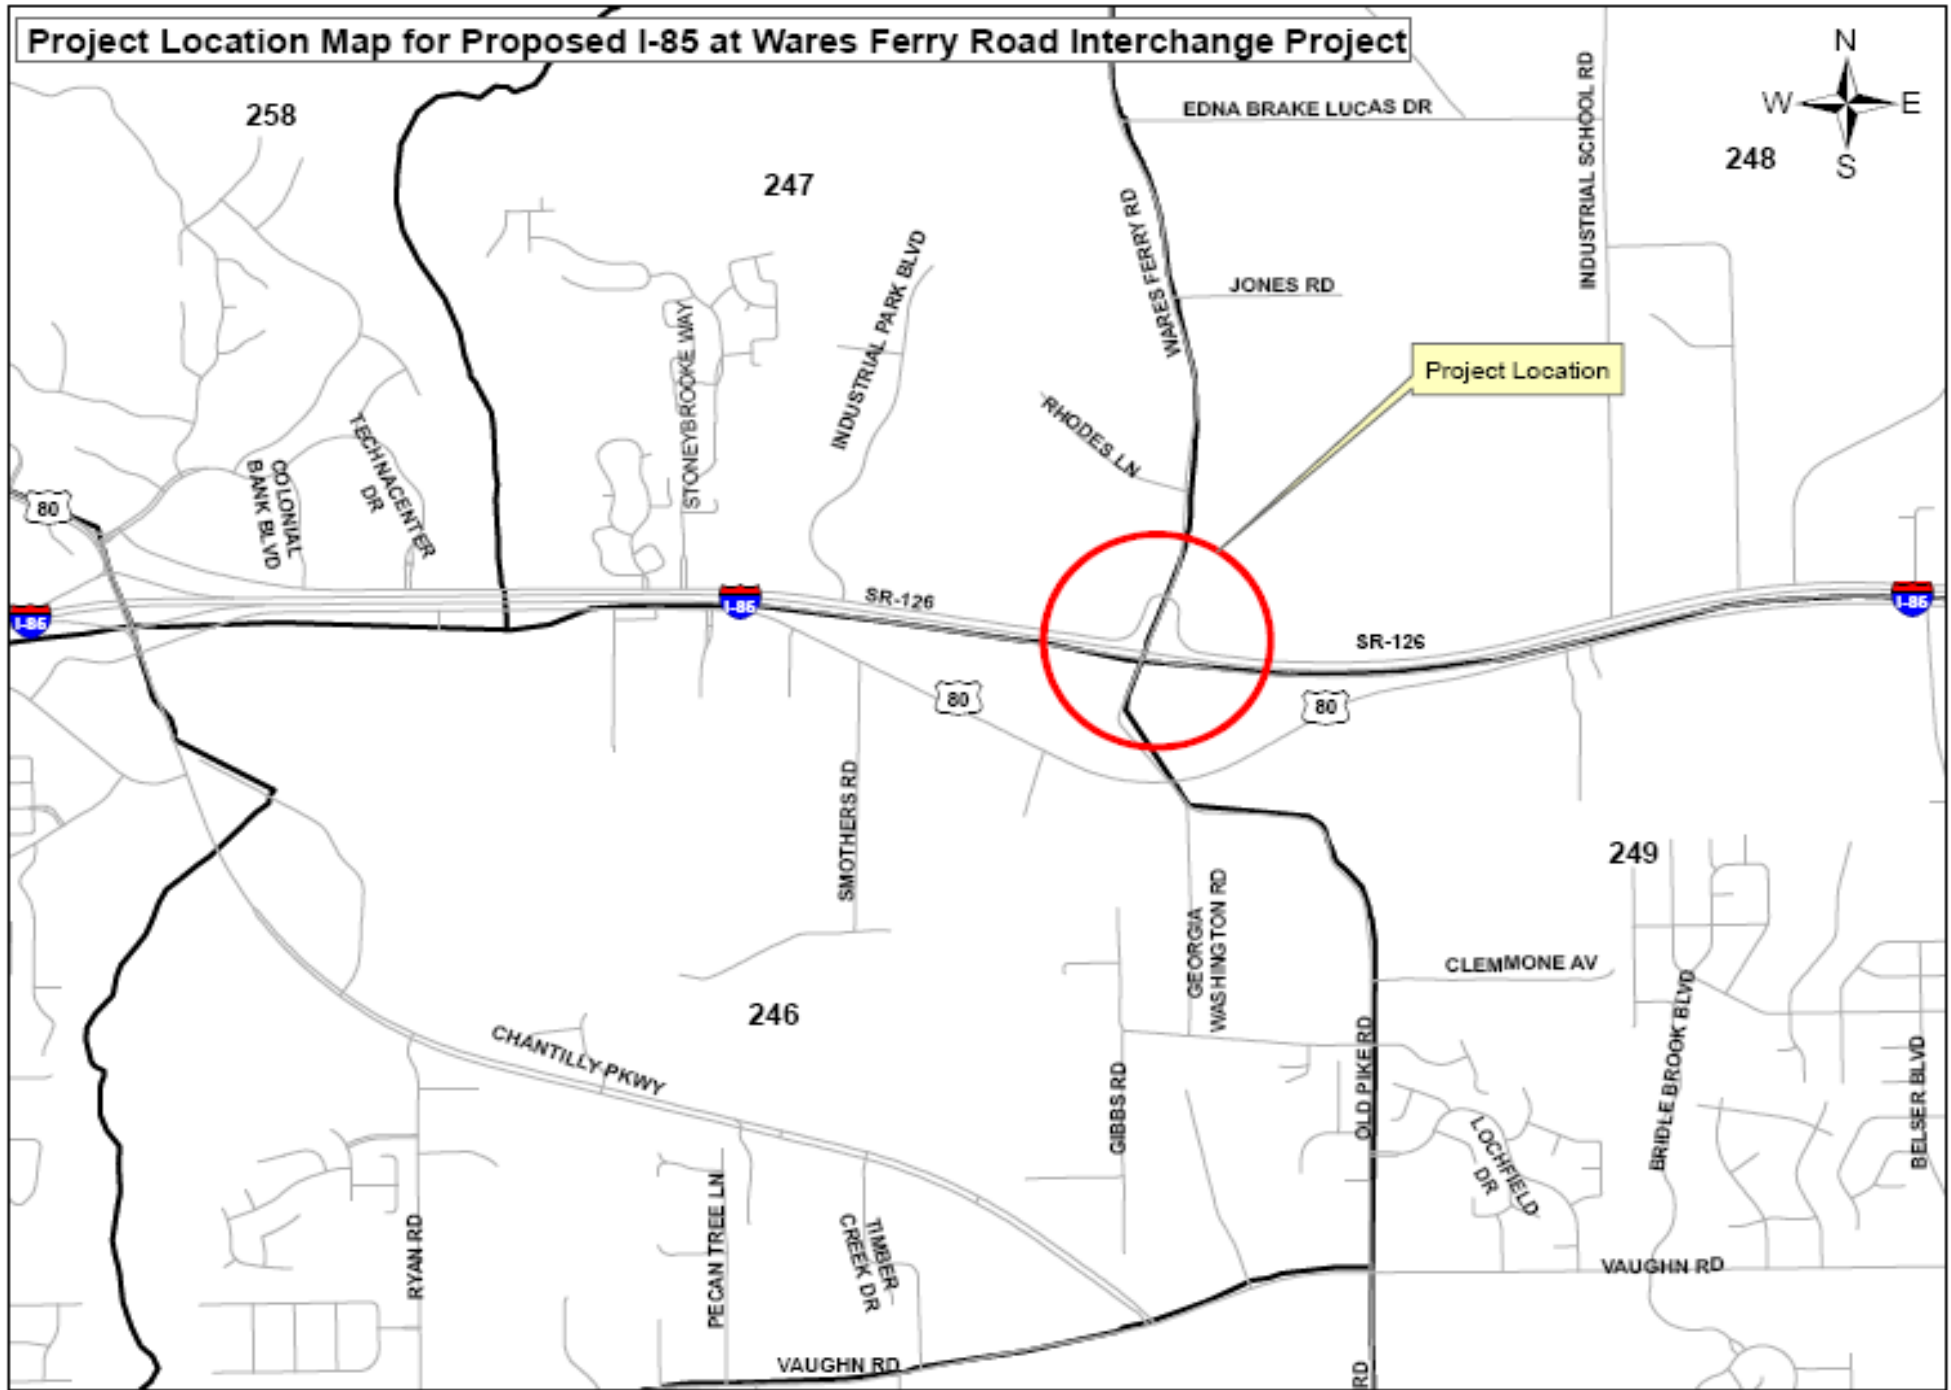 Project Location Map for Proposed I-85 at Wares Ferry Road Interchange Project
N
W
E
S
258
247
248
EDNA BRAKE LUCAS DR
INDUSTRIAL SCHOOL RD
WARES FERRY RD
JONES RD
INDUSTRIAL PARK BLVD
STONEYBROOKE WAY
Project Location
RHODES LN
TECHNACENTER
DR
COLONIAL
BANK BLVD
80
I-85
I-85
I-85
SR-126
SR-126
80
80
SMOTHERS RD
249
GEORGIA
WASHINGTON RD
CLEMMONE AV
246
CHANTILLY PKWY
BRIDLE BROOK BLVD
OLD PIKE RD
BELSER BLVD
GIBBS RD
LOCHFIELD
DR
RYAN RD
PECAN TREE LN
TIMBER
CREEK DR
VAUGHN RD
VAUGHN RD
RD